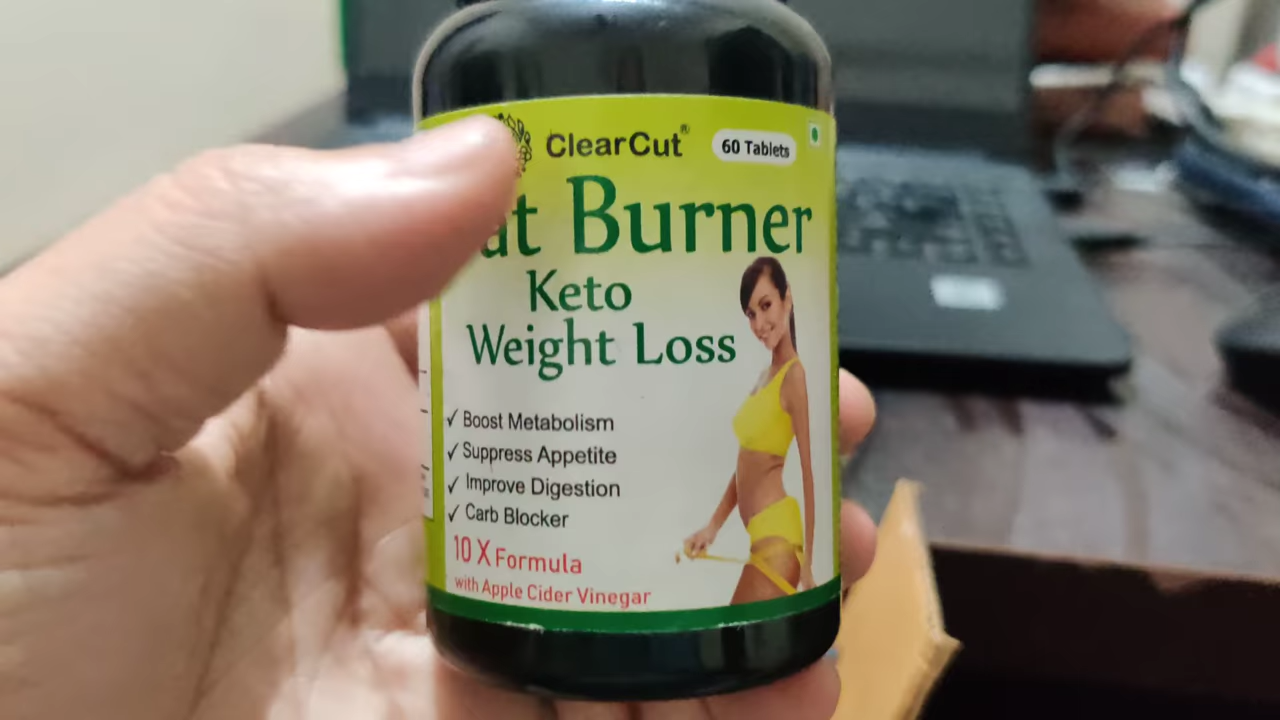 ClearCut®
60 Tablets
at Burner
Keto
Weight Loss
✓ Boost Metabolism
✓ Suppress Appetite
✓ Improve Digestion
✓ Carb Blocker
10 X Formula
with Apple Cider Vinegar